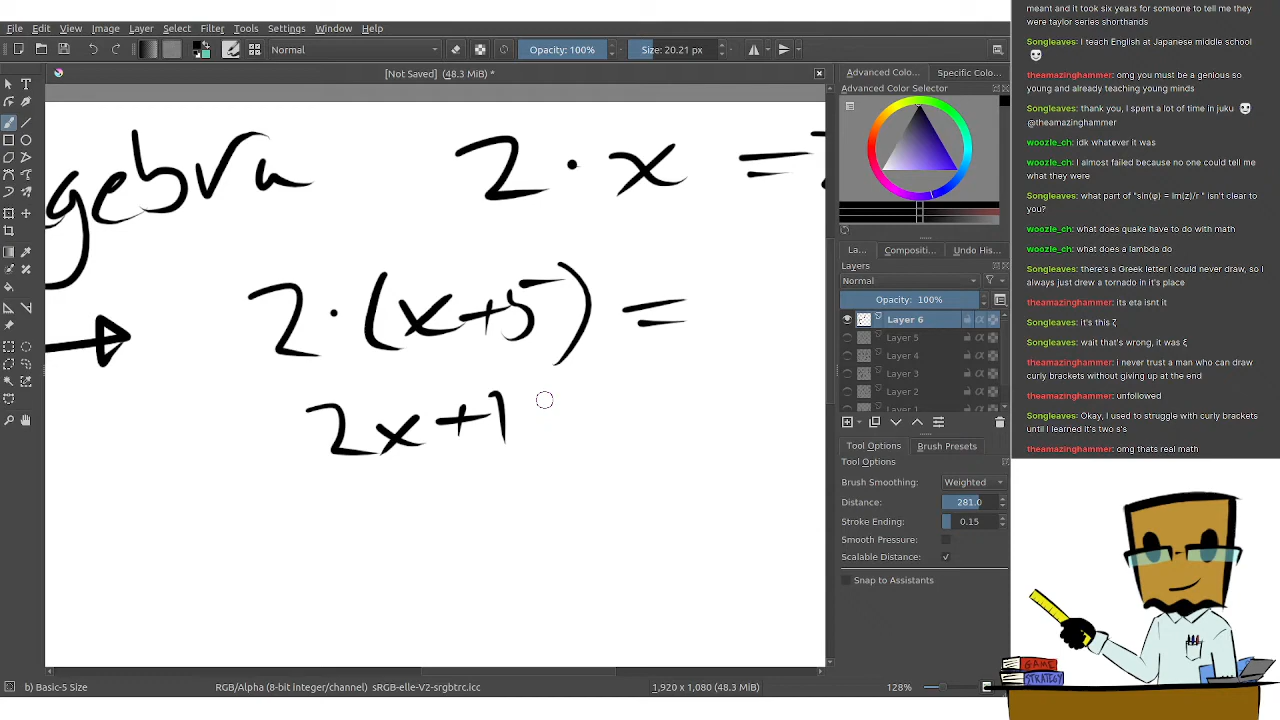 meant and it took six years for someone to tell me they
were taylor series shorthands
File Edit View Image Layer Select Filter Tools Settings Window Help
Songleaves: I teach English at Japanese middle school
Normal
Opacity: 100%
Size: 20.21 px
[Not Saved] (48.3 MiB) *
Advanced Colo...
Specific Colo...
theamazinghammer: omg you must be a genious so
young and already teaching young minds
Advanced Color Selector
Songleaves: thank you, I spent a lot of time in juku
@theamazinghammer
woozle_ch: idk whatever it was
woozle_ch: I almost failed because no one could tell me
what they were
Songleaves: what part of "sin(φ) = Im(z)/r " isn't clear to
you?
woozle_ch: what does quake have to do with math
woozle_ch: what does a lambda do
Songleaves: there's a Greek letter I could never draw, so I
always just drew a tornado in it's place
theamazinghammer: its eta isnt it
Songleaves: it's this ζ
Songleaves: wait that's wrong, it was ξ
theamazinghammer: i never trust a man who can draw
curly brackets without giving up at the end
theamazinghammer: unfollowed
Songleaves: Okay, I used to struggle with curly brackets
until I learned it's two s's
theamazinghammer: omg thats real math
gebra
2 · x =
2 · (x+5) =
2x+1
La...
Compositi...
Undo His...
Layers
Normal
Opacity: 100%
Layer 6
Layer 5
Layer 4
Layer 3
Layer 2
Layer 1
Tool Options
Brush Presets
Tool Options
Brush Smoothing: Weighted
Distance: 281.0
Stroke Ending: 0.15
Smooth Pressure:
Scalable Distance: ✓
Snap to Assistants
GAME
STRATEGY
b) Basic-5 Size
RGB/Alpha (8-bit integer/channel) sRGB-elle-V2-srgbtrc.icc
1,920 x 1,080 (48.3 MiB)
128%